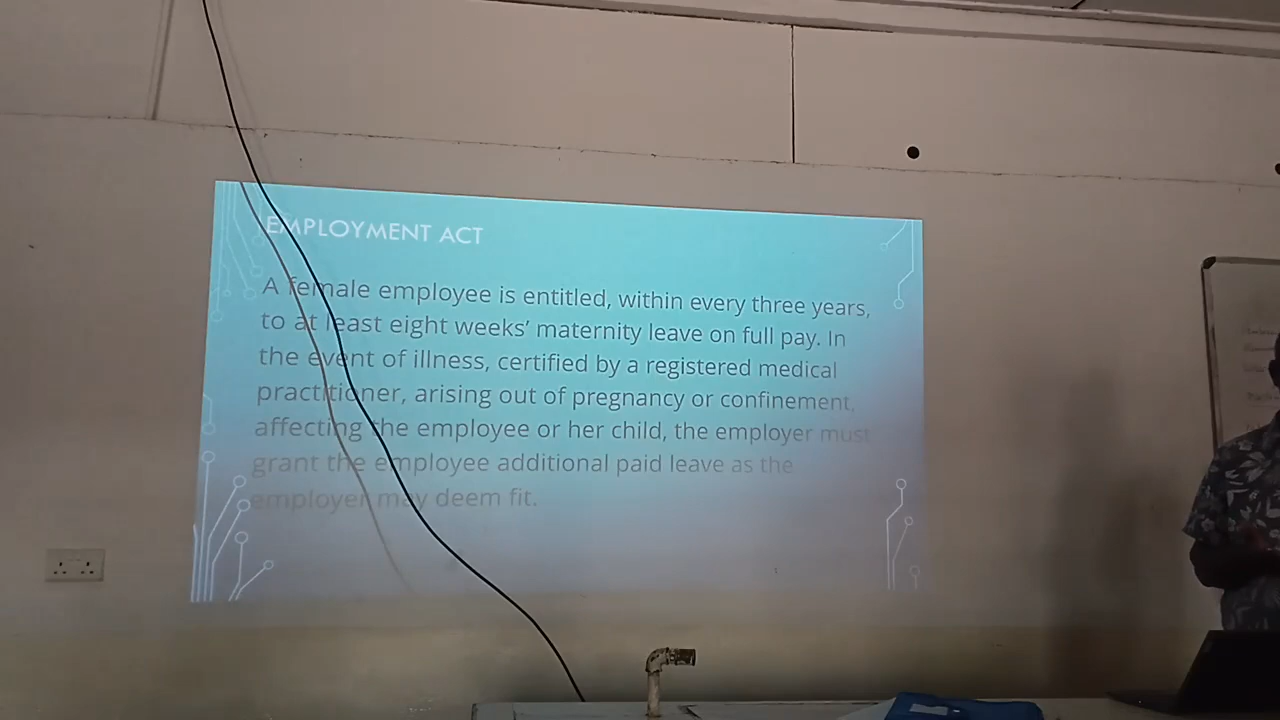 EMPLOYMENT ACT
A female employee is entitled, within every three years,
to at least eight weeks' maternity leave on full pay. In
the event of illness, certified by a registered medical
practitioner, arising out of pregnancy or confinement,
affecting the employee or her child, the employer must
grant the employee additional paid leave as the
employer may deem fit.